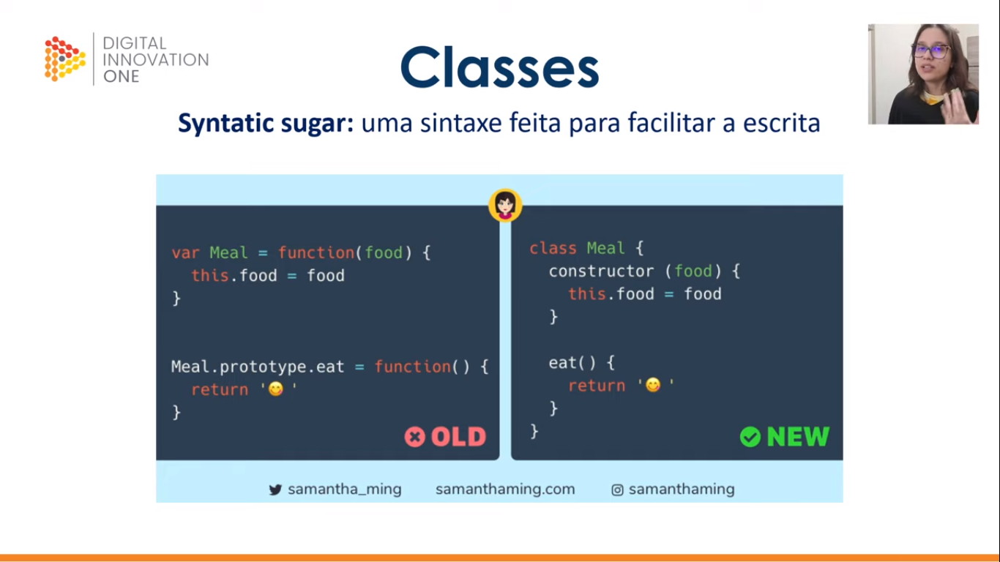 DIGITAL
INNOVATION
ONE
Classes
Syntatic sugar: uma sintaxe feita para facilitar a escrita
var Meal = function(food) {
  this.food = food
}
Meal.prototype.eat = function() {
  return '😋 '
}
OLD
class Meal {
  constructor (food) {
    this.food = food
  }
  eat() {
    return '😋 '
  }
}
NEW
samantha_ming samanthaming.com samanthaming